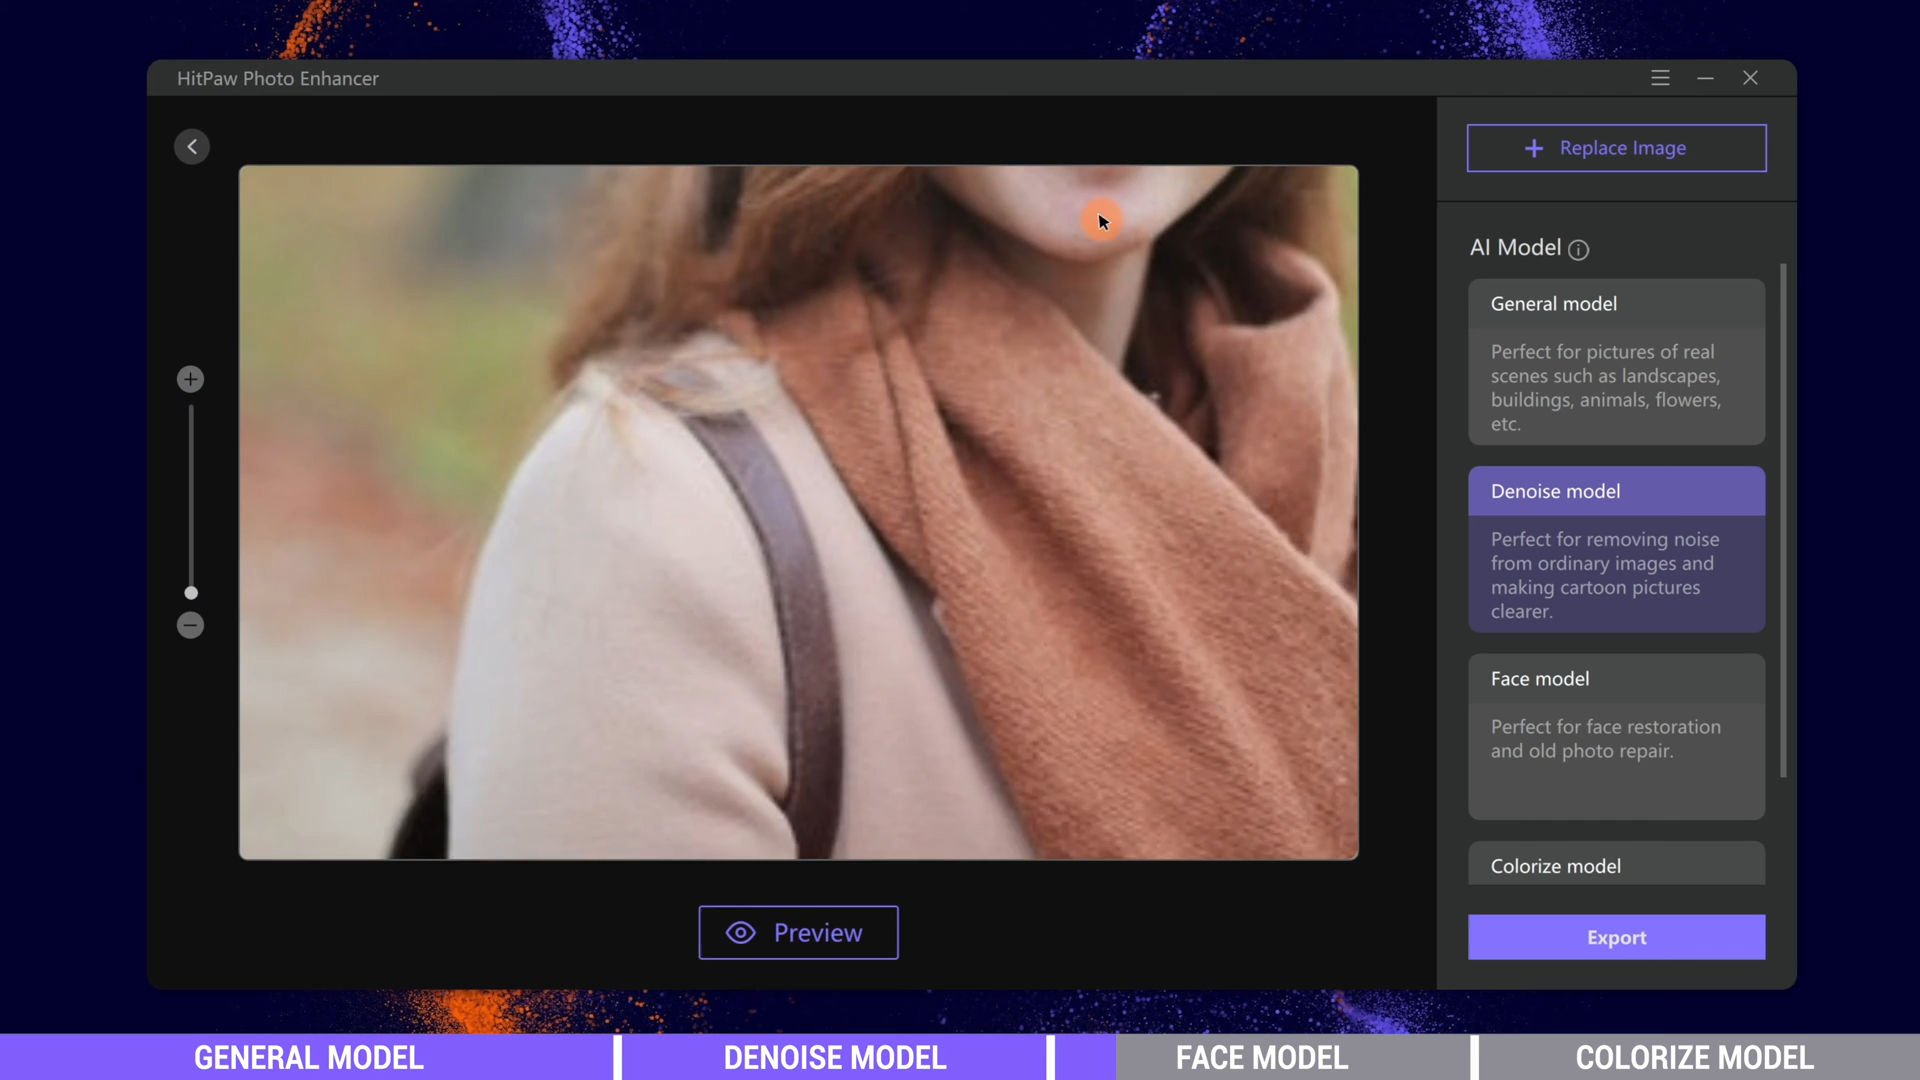 HitPaw Photo Enhancer
Replace Image
AI Model
General model
Perfect for pictures of real
scenes such as landscapes,
buildings, animals, flowers,
etc.
Denoise model
Perfect for removing noise
from ordinary images and
making cartoon pictures
clearer.
Face model
Perfect for face restoration
and old photo repair.
Colorize model
Preview
Export
GENERAL MODEL
DENOISE MODEL
FACE MODEL
COLORIZE MODEL